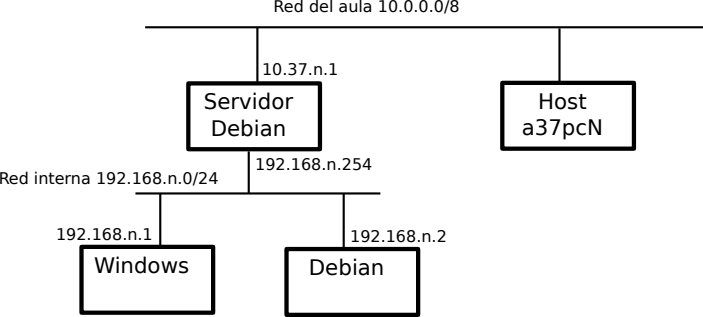 Red del aula 10.0.0.0/8
10.37.n.1
Servidor
Debian
Host
a37pcN
192.168.n.254
Red interna 192.168.n.0/24
192.168.n.1
192.168.n.2
Windows
Debian